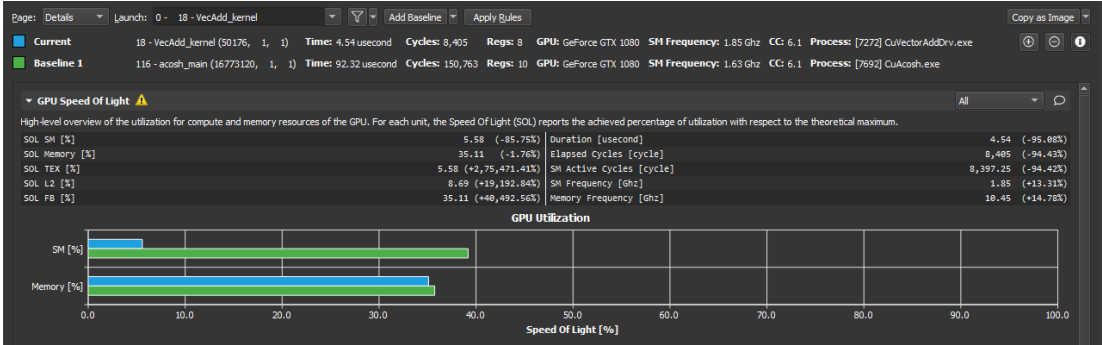 Page: Details Launch: 0 - 18 - VecAdd_kernel Add Baseline Apply Rules Copy as Image
Current 18 - VecAdd_kernel (50176, 1, 1) Time: 4.54 usecond Cycles: 8,405 Regs: 8 GPU: GeForce GTX 1080 SM Frequency: 1.85 Ghz CC: 6.1 Process: [7272] CuVectorAddDrv.exe
Baseline 1 116 - acosh_main (16773120, 1, 1) Time: 92.32 usecond Cycles: 150,763 Regs: 10 GPU: GeForce GTX 1080 SM Frequency: 1.63 Ghz CC: 6.1 Process: [7692] CuAcosh.exe
GPU Speed Of Light All
High-level overview of the utilization for compute and memory resources of the GPU. For each unit, the Speed Of Light (SOL) reports the achieved percentage of utilization with respect to the theoretical maximum.
SOL SM [%] 5.58 (-85.75%) Duration [usecond] 4.54 (-95.08%)
SOL Memory [%] 35.11 (-1.76%) Elapsed Cycles [cycle] 8,405 (-94.43%)
SOL TEX [%] 5.58 (+2,75,471.41%) SM Active Cycles [cycle] 8,397.25 (-94.42%)
SOL L2 [%] 8.69 (+19,192.84%) SM Frequency [Ghz] 1.85 (+13.31%)
SOL FB [%] 35.11 (+40,492.56%) Memory Frequency [Ghz] 10.45 (+14.78%)
GPU Utilization
SM [%]
Memory [%]
0.0 10.0 20.0 30.0 40.0 50.0 60.0 70.0 80.0 90.0 100.0
Speed Of Light [%]